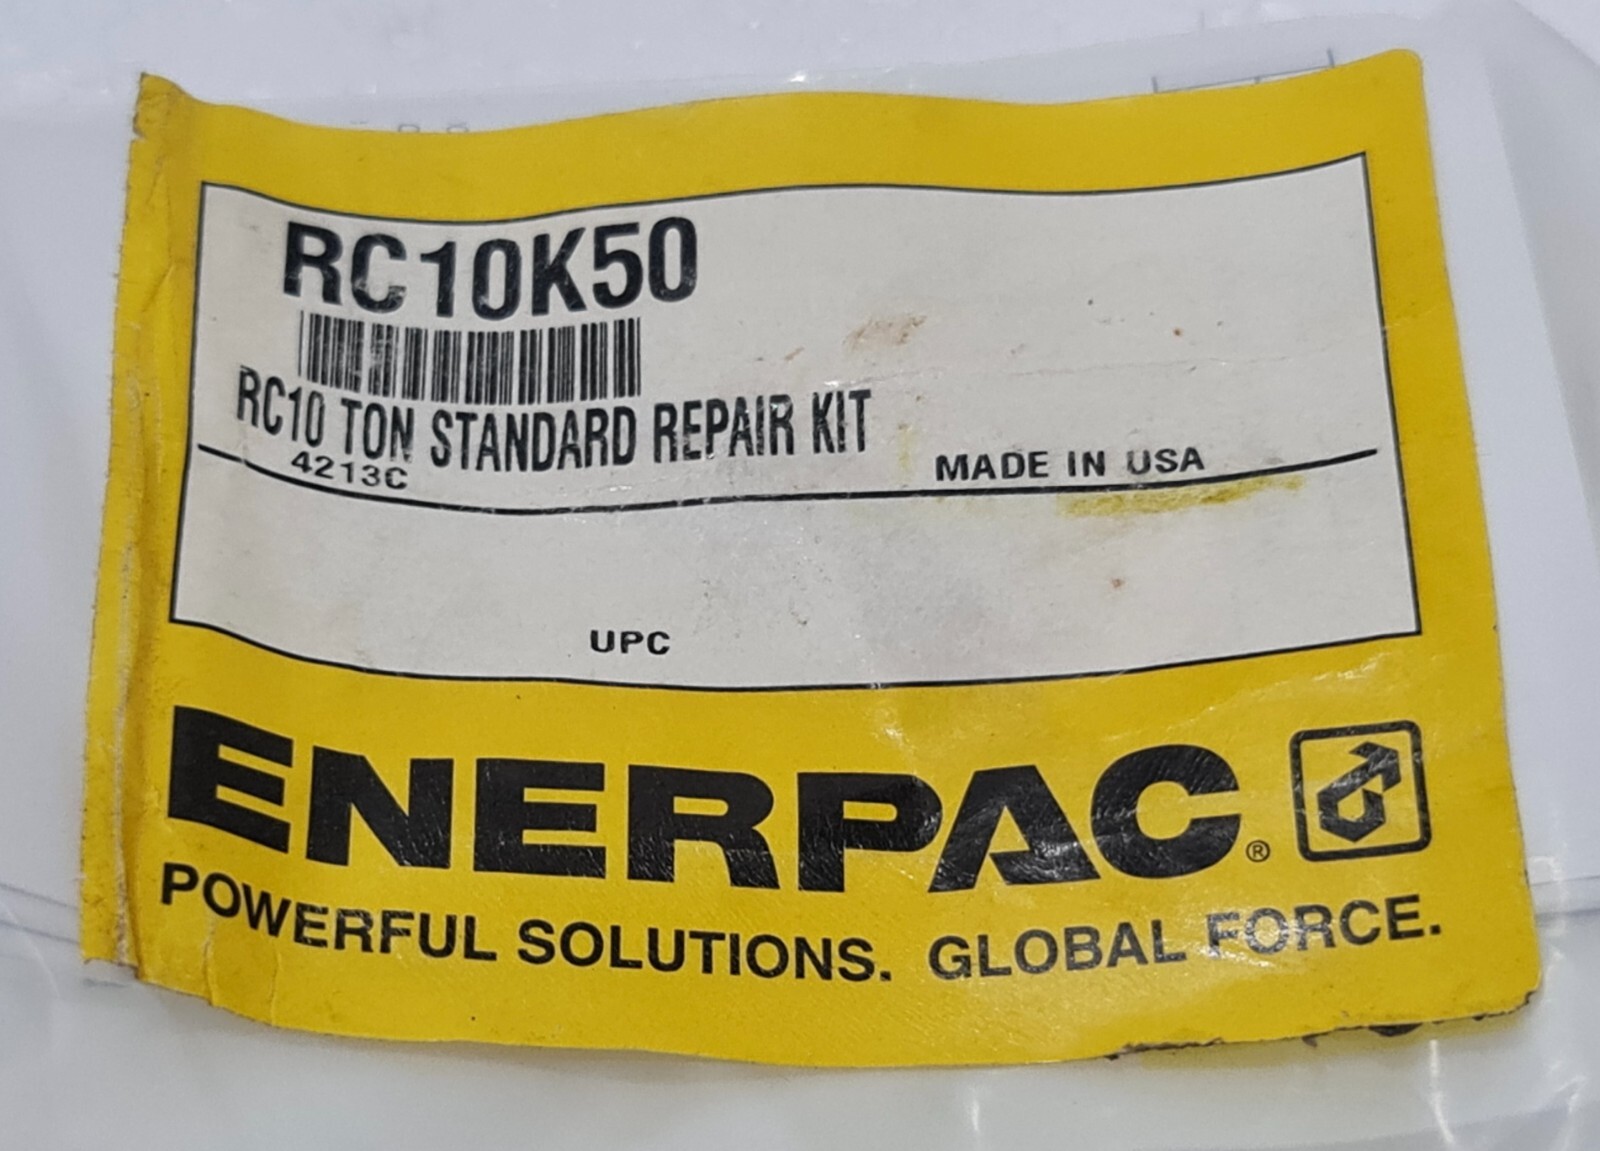 RC10K50
RC10 TON STANDARD REPAIR KIT
4213C
MADE IN USA
UPC
ENERPAC®
POWERFUL SOLUTIONS. GLOBAL FORCE.